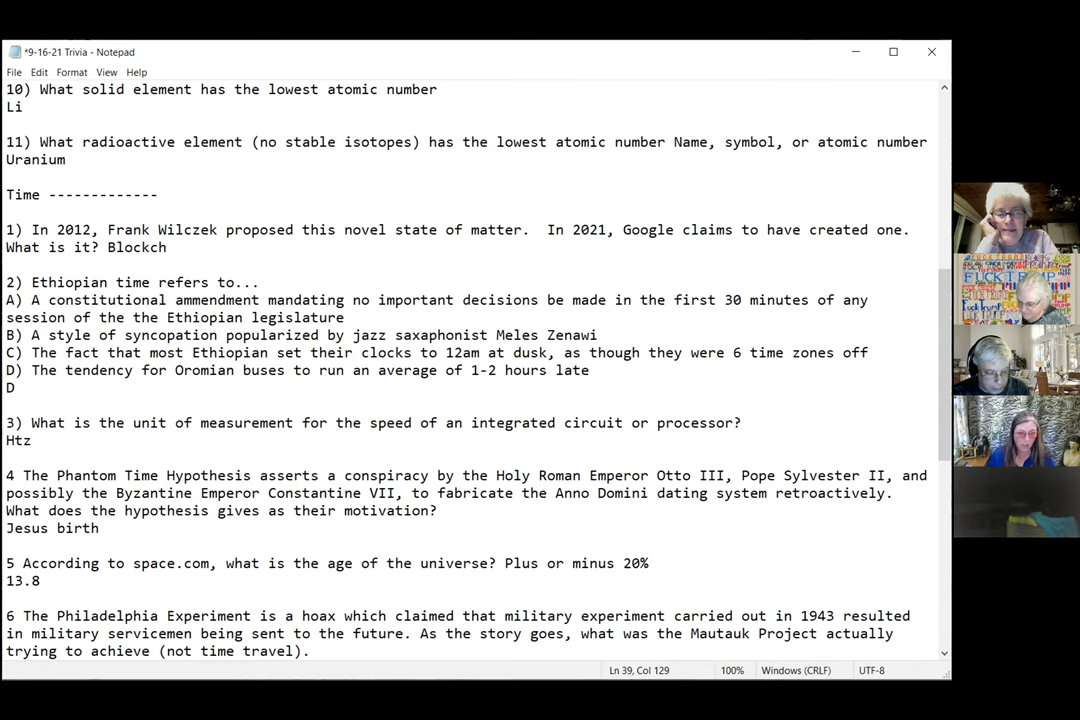 *9-16-21 Trivia - Notepad
File Edit Format View Help
10) What solid element has the lowest atomic number
Li
11) What radioactive element (no stable isotopes) has the lowest atomic number Name, symbol, or atomic number
Uranium
Time -------------
1) In 2012, Frank Wilczek proposed this novel state of matter.  In 2021, Google claims to have created one.
What is it? Blockch
2) Ethiopian time refers to...
A) A constitutional ammendment mandating no important decisions be made in the first 30 minutes of any
session of the the Ethiopian legislature
B) A style of syncopation popularized by jazz saxaphonist Meles Zenawi
C) The fact that most Ethiopian set their clocks to 12am at dusk, as though they were 6 time zones off
D) The tendency for Oromian buses to run an average of 1-2 hours late
D
3) What is the unit of measurement for the speed of an integrated circuit or processor?
Htz
4 The Phantom Time Hypothesis asserts a conspiracy by the Holy Roman Emperor Otto III, Pope Sylvester II, and
possibly the Byzantine Emperor Constantine VII, to fabricate the Anno Domini dating system retroactively.
What does the hypothesis gives as their motivation?
Jesus birth
5 According to space.com, what is the age of the universe? Plus or minus 20%
13.8
6 The Philadelphia Experiment is a hoax which claimed that military experiment carried out in 1943 resulted
in military servicemen being sent to the future. As the story goes, what was the Mautauk Project actually
trying to achieve (not time travel).
Ln 39, Col 129 100% Windows (CRLF) UTF-8
FUCK TRUMP